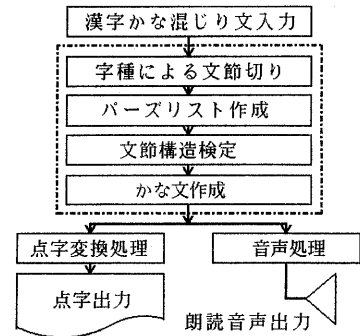 漢字かな混じり文入力
字種による文節切り
パーズリスト作成
文節構造検定
かな文作成
点字変換処理
音声処理
点字出力
朗読音声出力